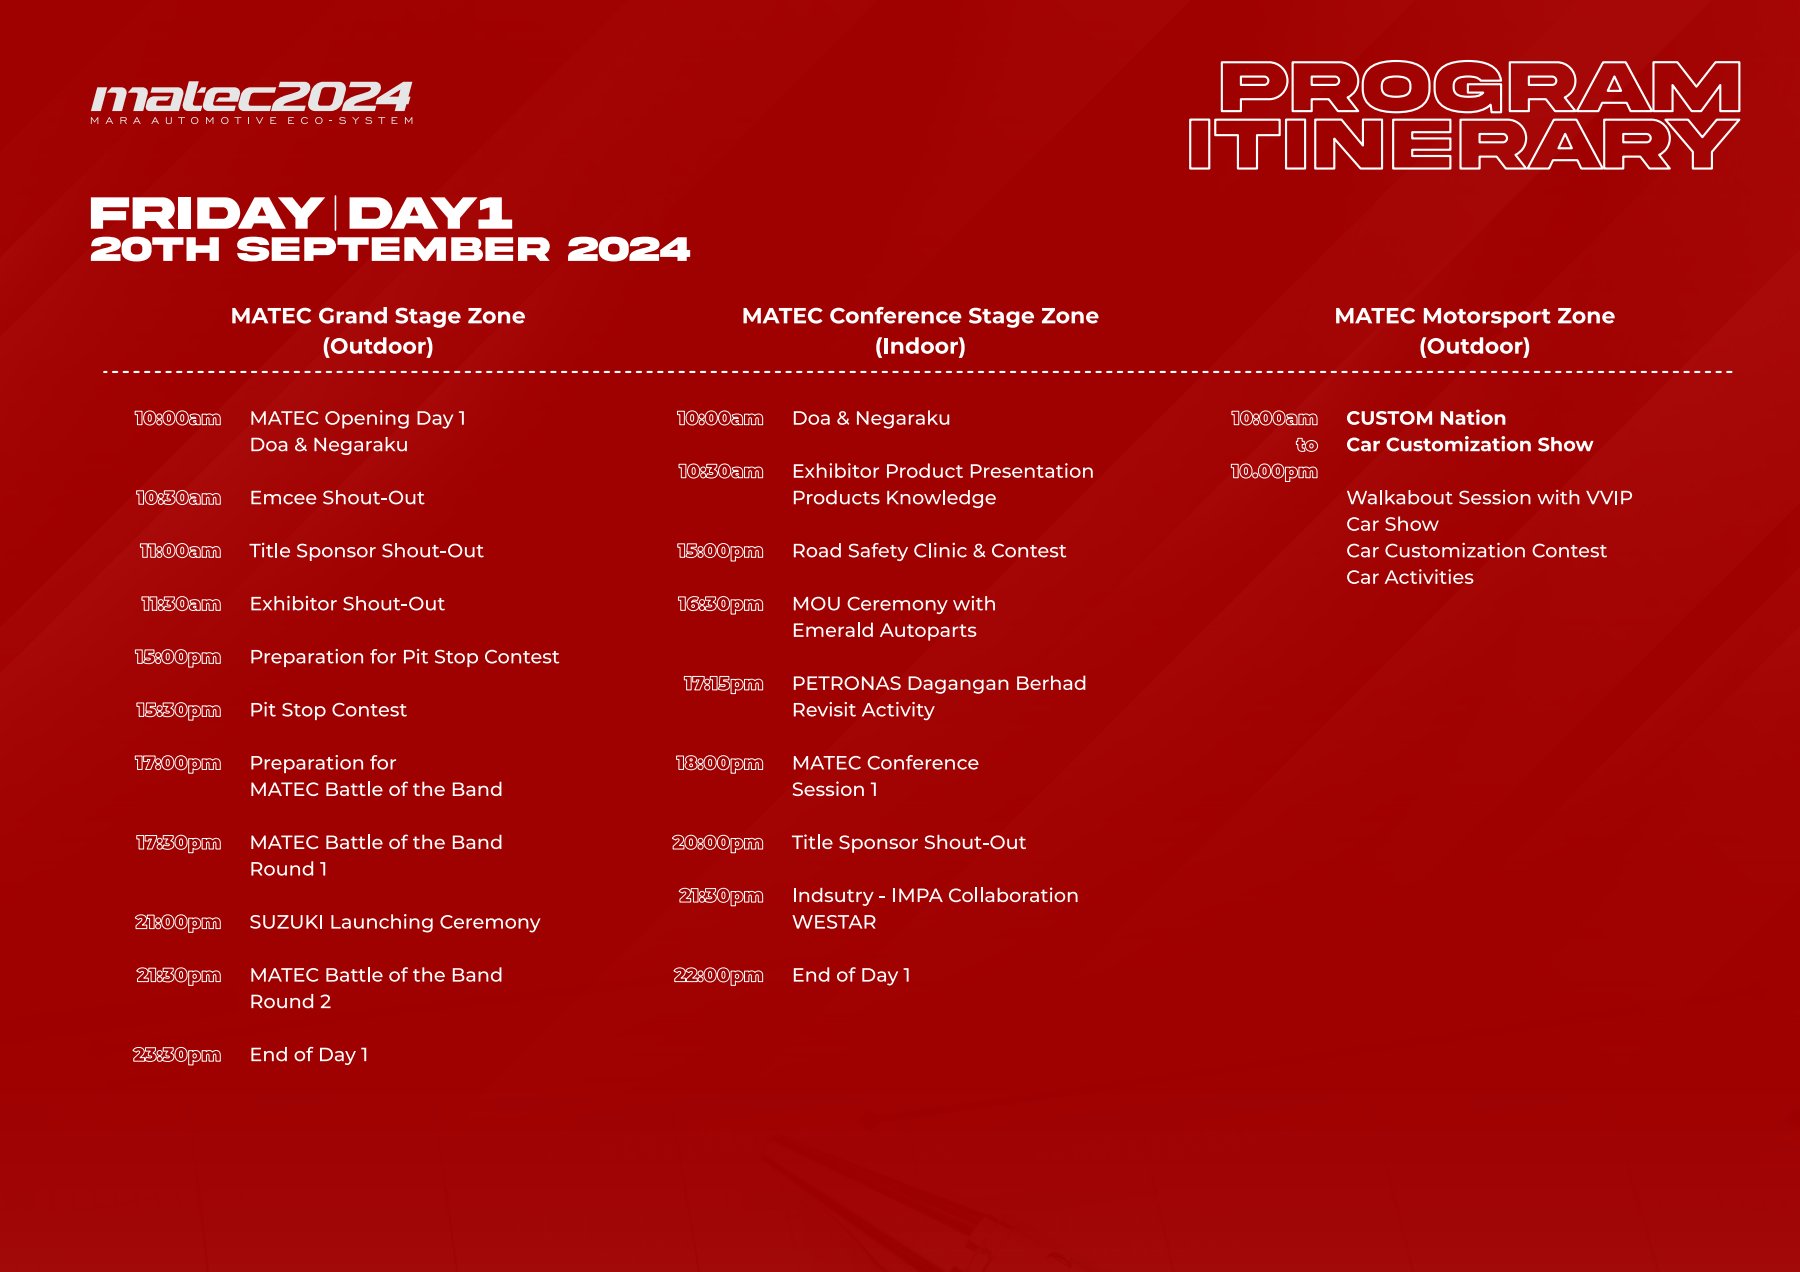 matec2024
MARA AUTOMOTIVE ECO-SYSTEM
PROGRAM
ITINERARY
FRIDAY | DAY1
20TH SEPTEMBER 2024
MATEC Grand Stage Zone
(Outdoor)
10:00am MATEC Opening Day 1
Doa & Negaraku
10:30am Emcee Shout-Out
11:00am Title Sponsor Shout-Out
11:30am Exhibitor Shout-Out
15:00pm Preparation for Pit Stop Contest
15:30pm Pit Stop Contest
17:00pm Preparation for
MATEC Battle of the Band
17:30pm MATEC Battle of the Band
Round 1
21:00pm SUZUKI Launching Ceremony
21:30pm MATEC Battle of the Band
Round 2
23:30pm End of Day 1
MATEC Conference Stage Zone
(Indoor)
10:00am Doa & Negaraku
10:30am Exhibitor Product Presentation
Products Knowledge
15:00pm Road Safety Clinic & Contest
16:30pm MOU Ceremony with
Emerald Autoparts
17:15pm PETRONAS Dagangan Berhad
Revisit Activity
18:00pm MATEC Conference
Session 1
20:00pm Title Sponsor Shout-Out
21:30pm Indsutry - IMPA Collaboration
WESTAR
22:00pm End of Day 1
MATEC Motorsport Zone
(Outdoor)
10:00am CUSTOM Nation
to Car Customization Show
10.00pm
Walkabout Session with VVIP
Car Show
Car Customization Contest
Car Activities